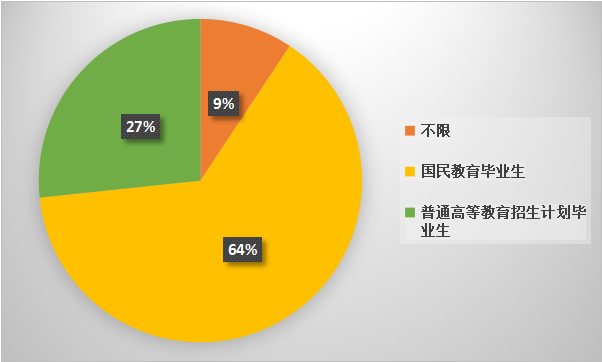 9%
27%
64%
不限
国民教育毕业生
普通高等教育招生计划毕
业生